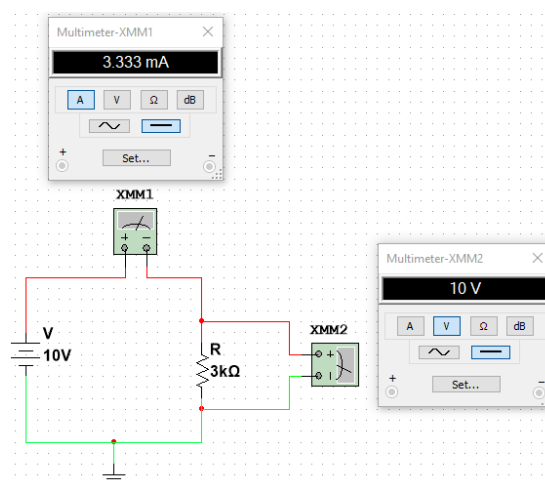 Multimeter-XMM1
3.333 mA
A V Ω dB
+ −
Set...
XMM1
+ −
V
10V
R
3kΩ
XMM2
+
−
Multimeter-XMM2
10 V
A V Ω dB
+ −
Set...